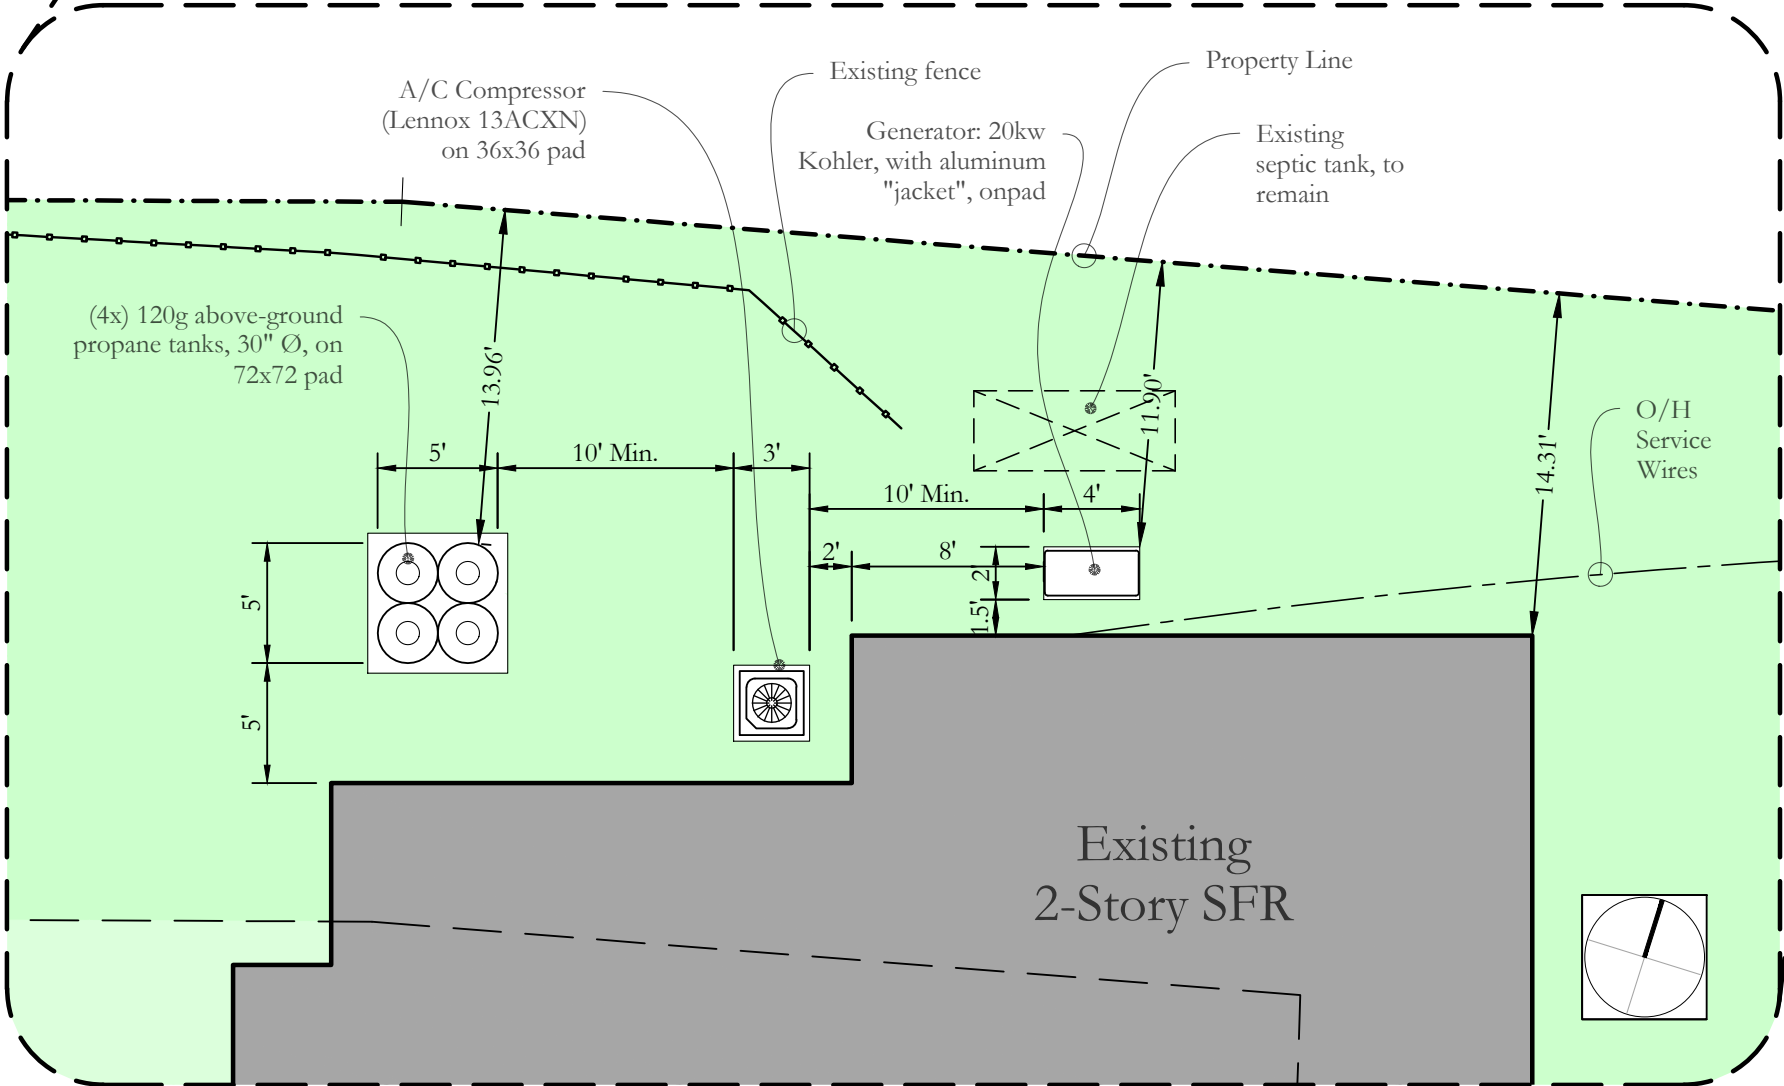 Property Line
Existing fence
A/C Compressor
(Lennox 13ACXN)
on 36x36 pad
Generator: 20kw
Kohler, with aluminum
"jacket", onpad
Existing
septic tank, to
remain
(4x) 120g above-ground
propane tanks, 30" Ø, on
72x72 pad
13.96'
11.90'
14.31'
O/H
Service
Wires
5'
10' Min.
3'
10' Min.
4'
2'
8'
2'
1.5'
5'
5'
Existing
2-Story SFR